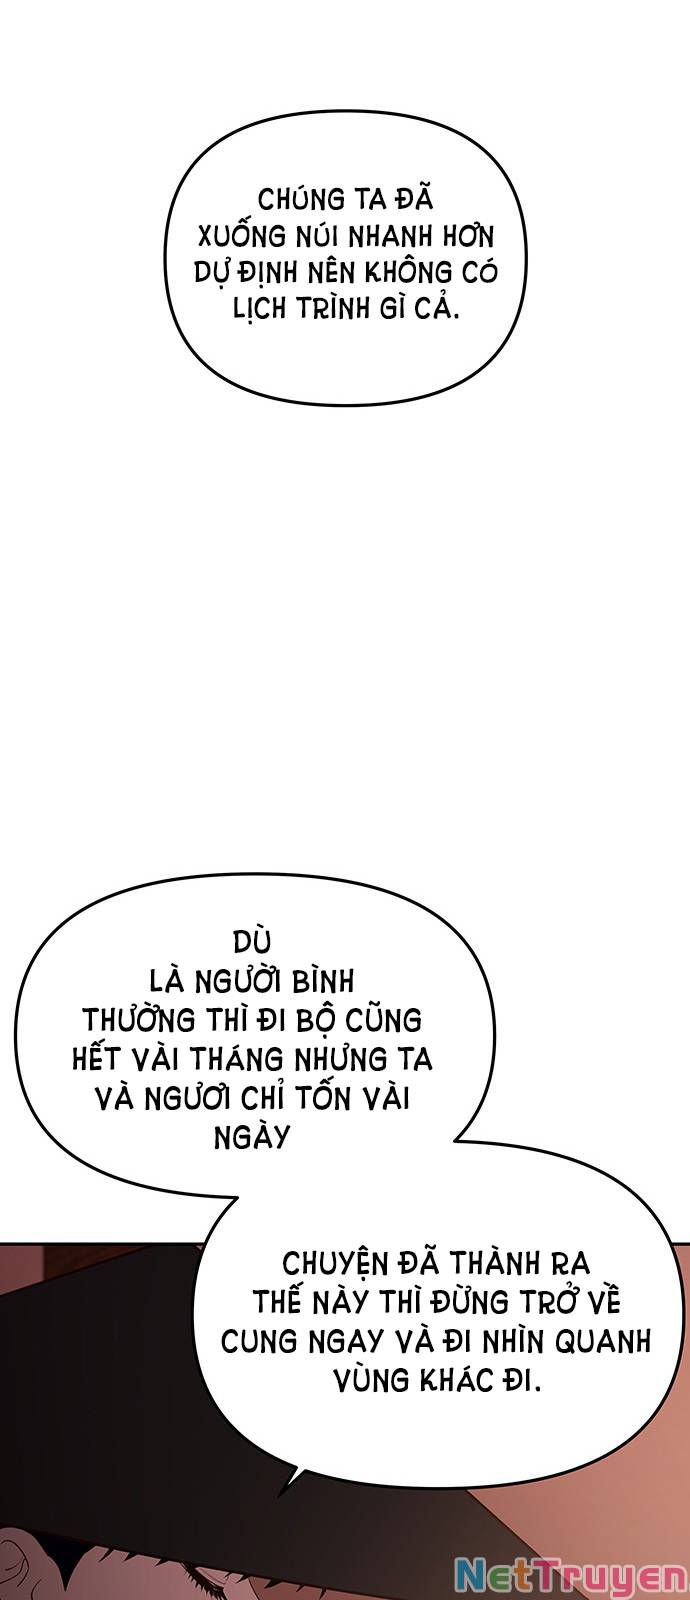 CHÚNG TA ĐÃ
XUỐNG NÚI NHANH HƠN
DỰ ĐỊNH NÊN KHÔNG CÓ
LỊCH TRÌNH GÌ CẢ.
DÙ
LÀ NGƯỜI BÌNH
THƯỜNG THÌ ĐI BỘ CŨNG
HẾT VÀI THÁNG NHƯNG TA
VÀ NGƯƠI CHỈ TỐN VÀI
NGÀY
CHUYỆN ĐÃ THÀNH RA
THẾ NÀY THÌ ĐỪNG TRỞ VỀ
CUNG NGAY VÀ ĐI NHÌN QUANH
VÙNG KHÁC ĐI.
NetTruyen